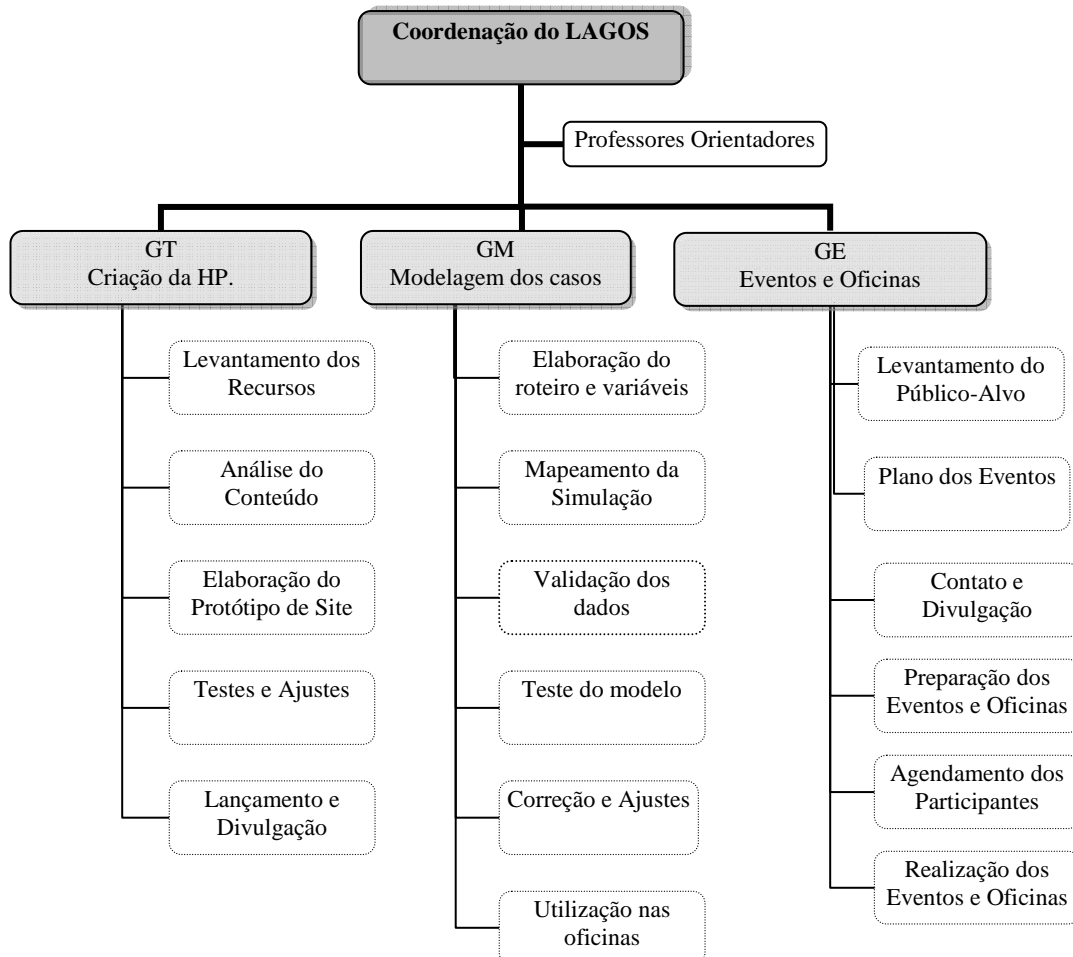 Coordenação do LAGOS
Professores Orientadores
GT
Criação da HP.
Levantamento dos
Recursos
Análise do
Conteúdo
Elaboração do
Protótipo de Site
Testes e Ajustes
Lançamento e
Divulgação
GM
Modelagem dos casos
Elaboração do
roteiro e variáveis
Mapeamento da
Simulação
Validação dos
dados
Teste do modelo
Correção e Ajustes
Utilização nas
oficinas
GE
Eventos e Oficinas
Levantamento do
Público-Alvo
Plano dos Eventos
Contato e
Divulgação
Preparação dos
Eventos e Oficinas
Agendamento dos
Participantes
Realização dos
Eventos e Oficinas